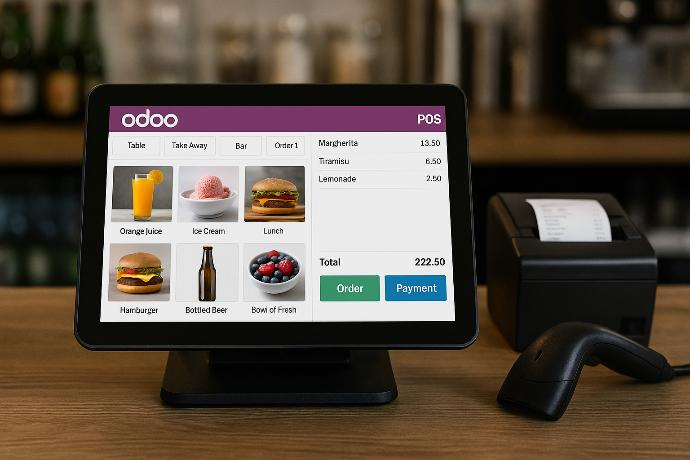 odoo
POS
Table
Take Away
Bar
Order 1
Orange Juice
Ice Cream
Lunch
Hamburger
Bottled Beer
Bowl of Fresh
Margherita 13.50
Tiramisu 6.50
Lemonade 2.50
Total 222.50
Order
Payment